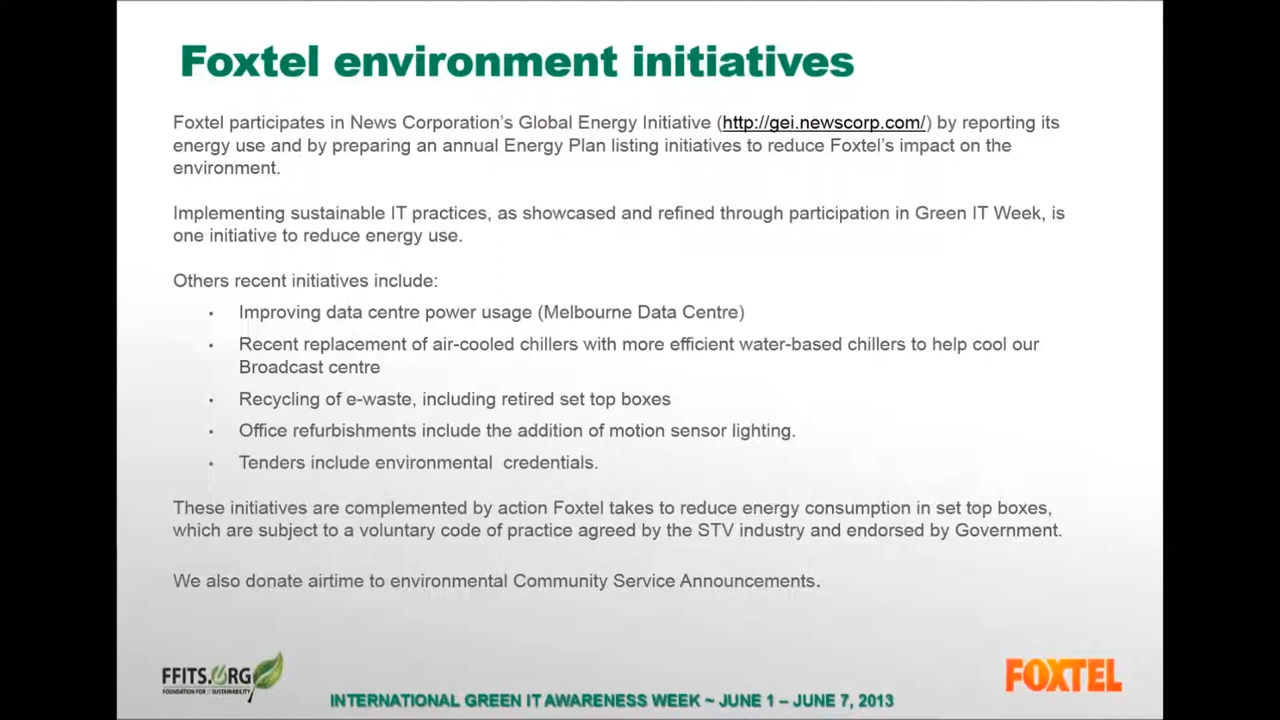 Foxtel environment initiatives
Foxtel participates in News Corporation's Global Energy Initiative (http://gei.newscorp.com/) by reporting its
energy use and by preparing an annual Energy Plan listing initiatives to reduce Foxtel's impact on the
environment.
Implementing sustainable IT practices, as showcased and refined through participation in Green IT Week, is
one initiative to reduce energy use.
Others recent initiatives include:
• Improving data centre power usage (Melbourne Data Centre)
• Recent replacement of air-cooled chillers with more efficient water-based chillers to help cool our
Broadcast centre
• Recycling of e-waste, including retired set top boxes
• Office refurbishments include the addition of motion sensor lighting.
• Tenders include environmental  credentials.
These initiatives are complemented by action Foxtel takes to reduce energy consumption in set top boxes,
which are subject to a voluntary code of practice agreed by the STV industry and endorsed by Government.
We also donate airtime to environmental Community Service Announcements.
FFITS.ORG
FOUNDATION FOR IT SUSTAINABILITY
FOXTEL
INTERNATIONAL GREEN IT AWARENESS WEEK ~ JUNE 1 – JUNE 7, 2013